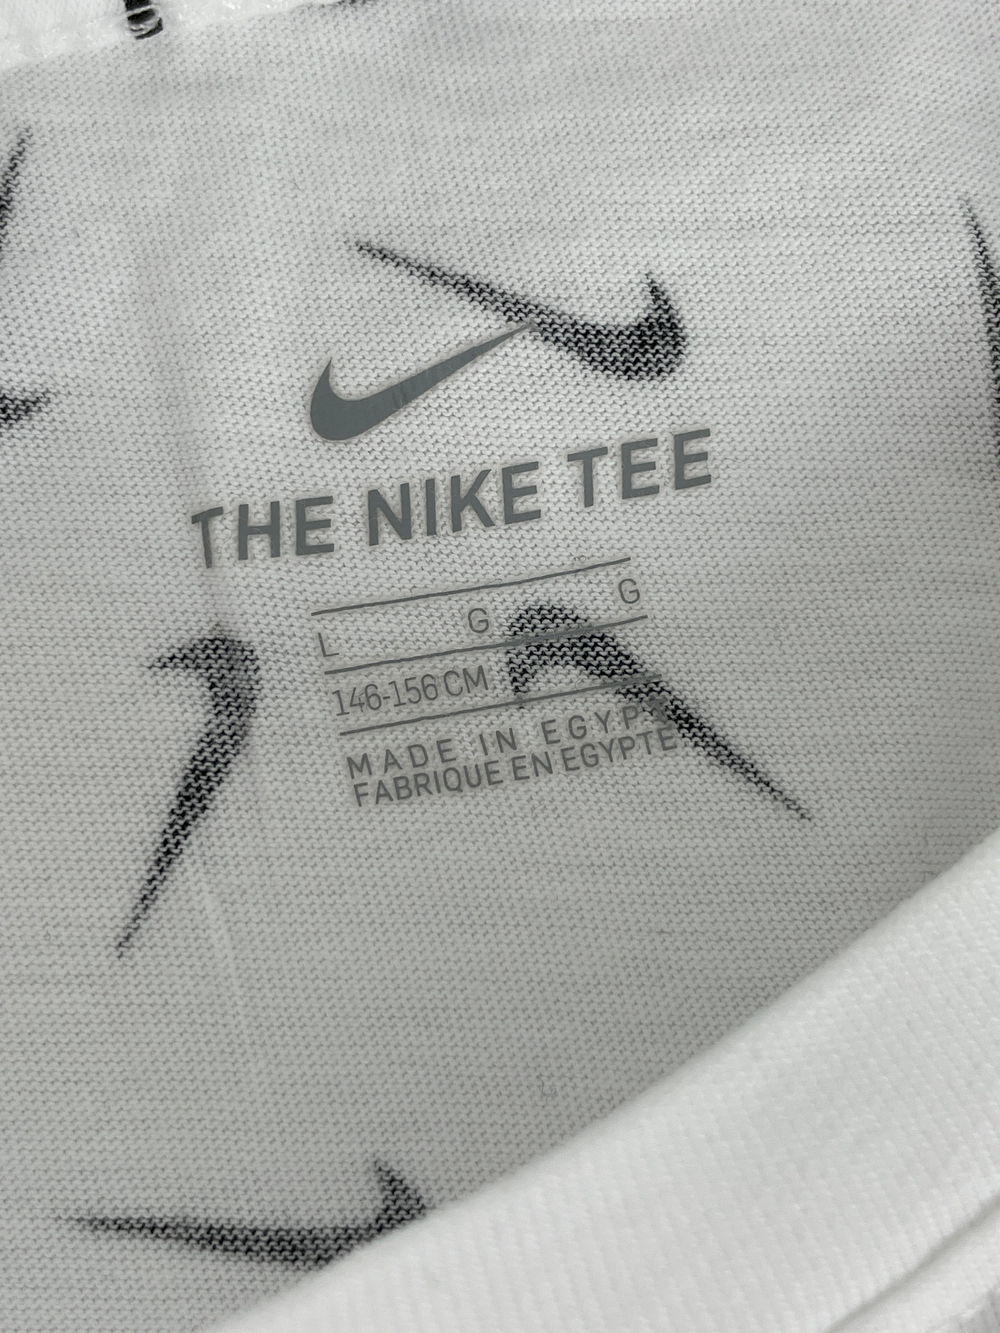 THE NIKE TEE
L G G
146-156 CM
MADE IN EGYPT
FABRIQUE EN EGYPTE